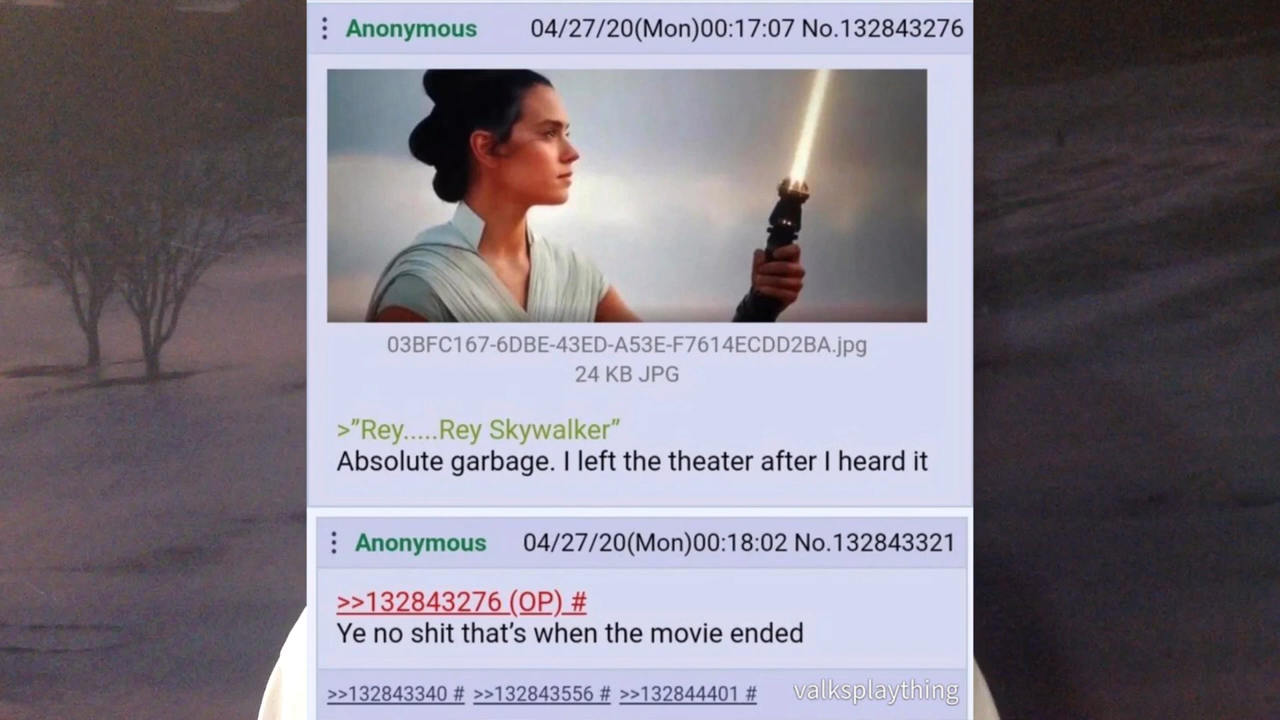 Anonymous 04/27/20(Mon)00:17:07 No.132843276
03BFC167-6DBE-43ED-A53E-F7614ECDD2BA.jpg
24 KB JPG
>”Rey.....Rey Skywalker”
Absolute garbage. I left the theater after I heard it
Anonymous 04/27/20(Mon)00:18:02 No.132843321
>>132843276 (OP) #
Ye no shit that’s when the movie ended
>>132843340 # >>132843556 # >>132844401 #
valksplaything